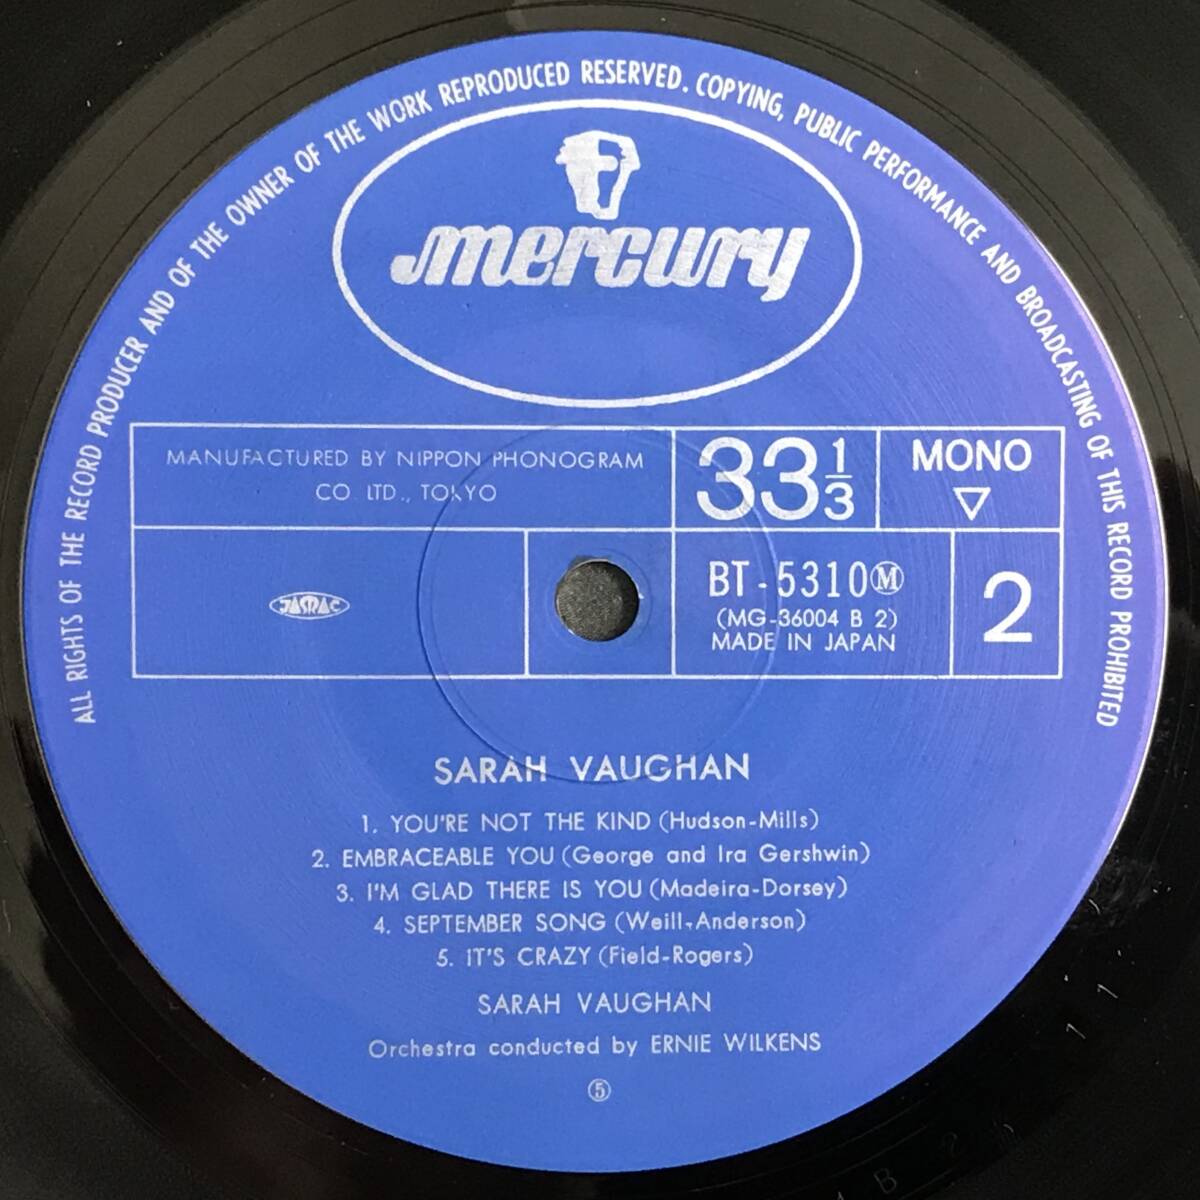 ALL RIGHTS OF THE RECORD PRODUCER AND OF THE OWNER OF THE WORK REPRODUCED RESERVED. COPYING, PUBLIC PERFORMANCE AND BROADCASTING OF THIS RECORD PROHIBITED
mercury
MANUFACTURED BY NIPPON PHONOGRAM
CO. LTD., TOKYO
33 1/3
MONO
▽
JASRAC
BT-5310Ⓜ
(MG-36004 B 2)
MADE IN JAPAN
2
SARAH VAUGHAN
1. YOU'RE NOT THE KIND (Hudson-Mills)
2. EMBRACEABLE YOU (George and Ira Gershwin)
3. I'M GLAD THERE IS YOU (Madeira-Dorsey)
4. SEPTEMBER SONG (Weill-Anderson)
5. IT'S CRAZY (Field-Rogers)
SARAH VAUGHAN
Orchestra conducted by ERNIE WILKENS
⑤